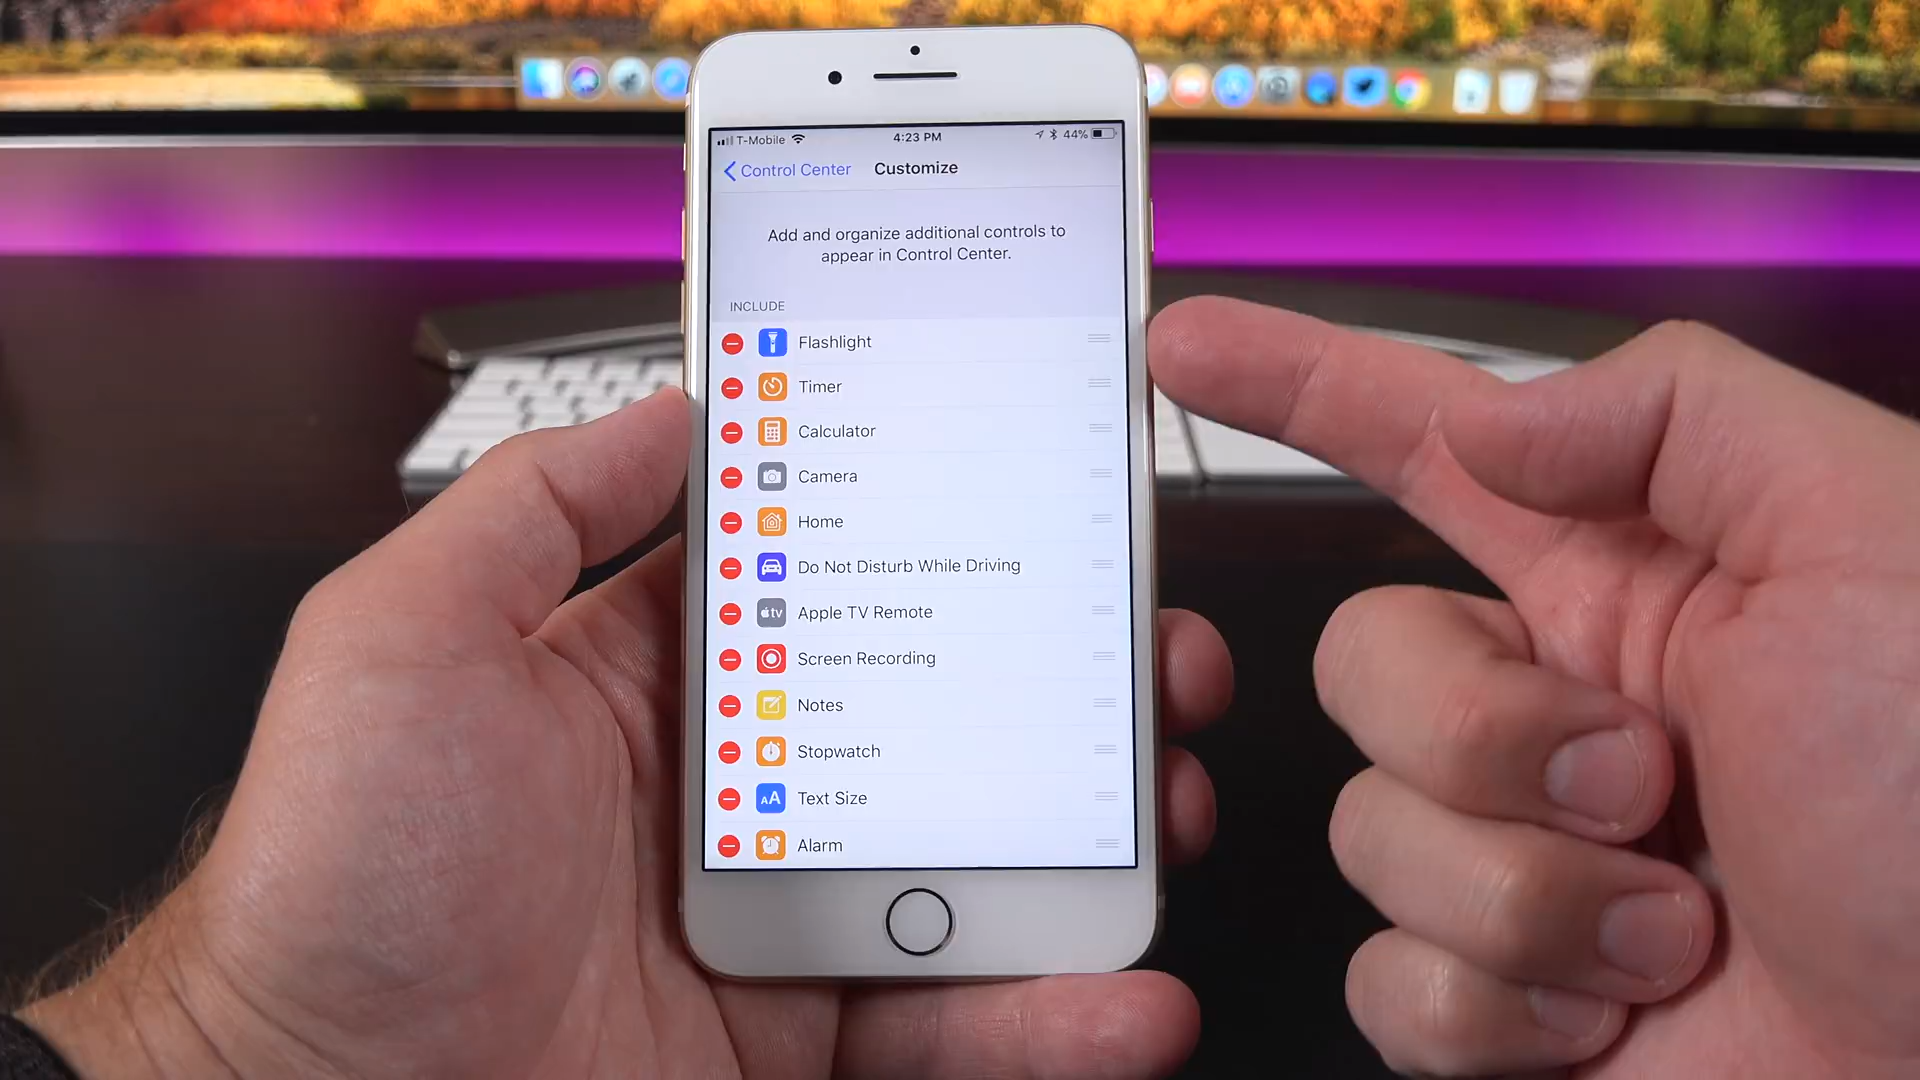 T-Mobile
4:23 PM
44%
Control Center
Customize
Add and organize additional controls to
appear in Control Center.
INCLUDE
Flashlight
Timer
Calculator
Camera
Home
Do Not Disturb While Driving
tv
Apple TV Remote
Screen Recording
Notes
Stopwatch
AA
Text Size
Alarm